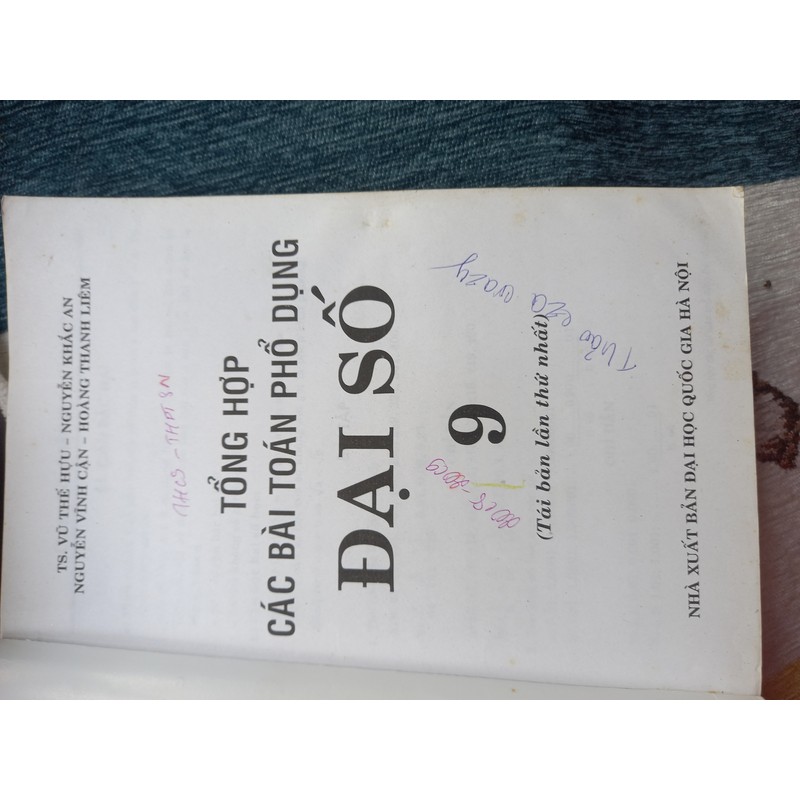 TS. VŨ THẾ HỰU – NGUYỄN KHẮC AN
NGUYỄN VĨNH CẬN – HOÀNG THANH LIÊM
THCS - THPT SN
TỔNG HỢP
CÁC BÀI TOÁN PHỔ DỤNG
ĐẠI SỐ
9
(Tái bản lần thứ nhất)
crazy
NHÀ XUẤT BẢN ĐẠI HỌC QUỐC GIA HÀ NỘI